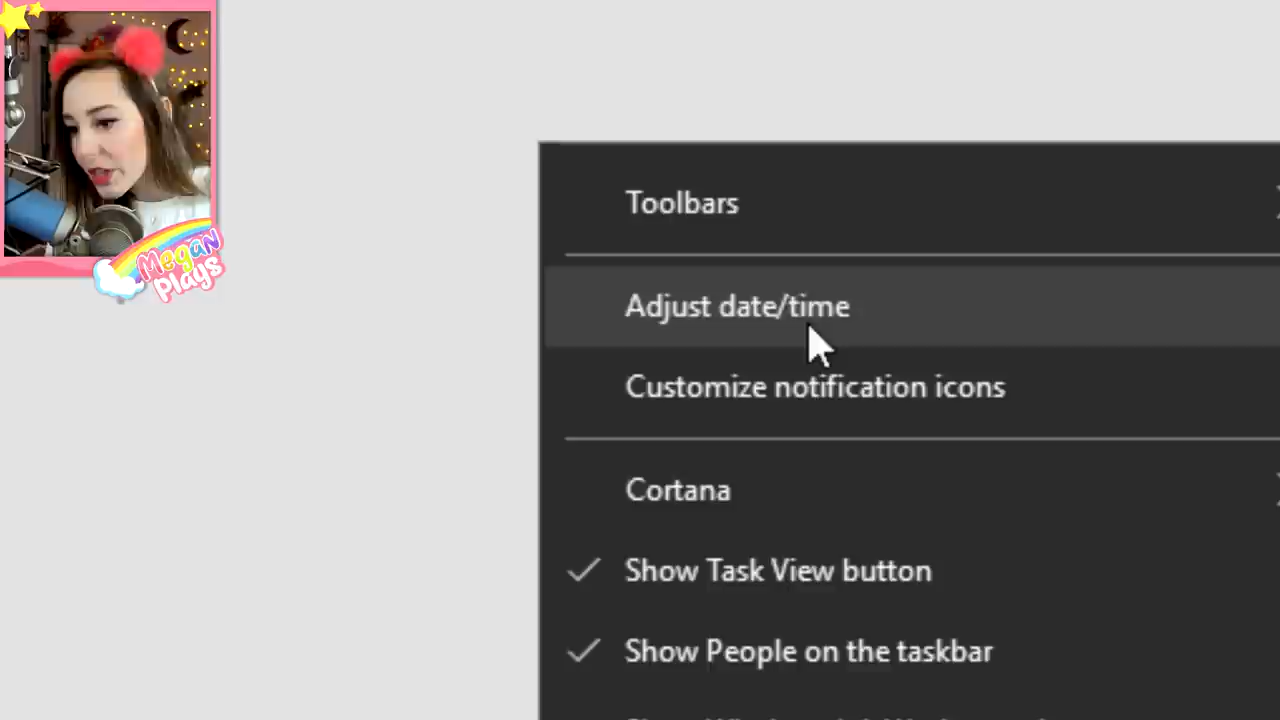 Megan
Plays
Toolbars
Adjust date/time
Customize notification icons
Cortana
Show Task View button
Show People on the taskbar